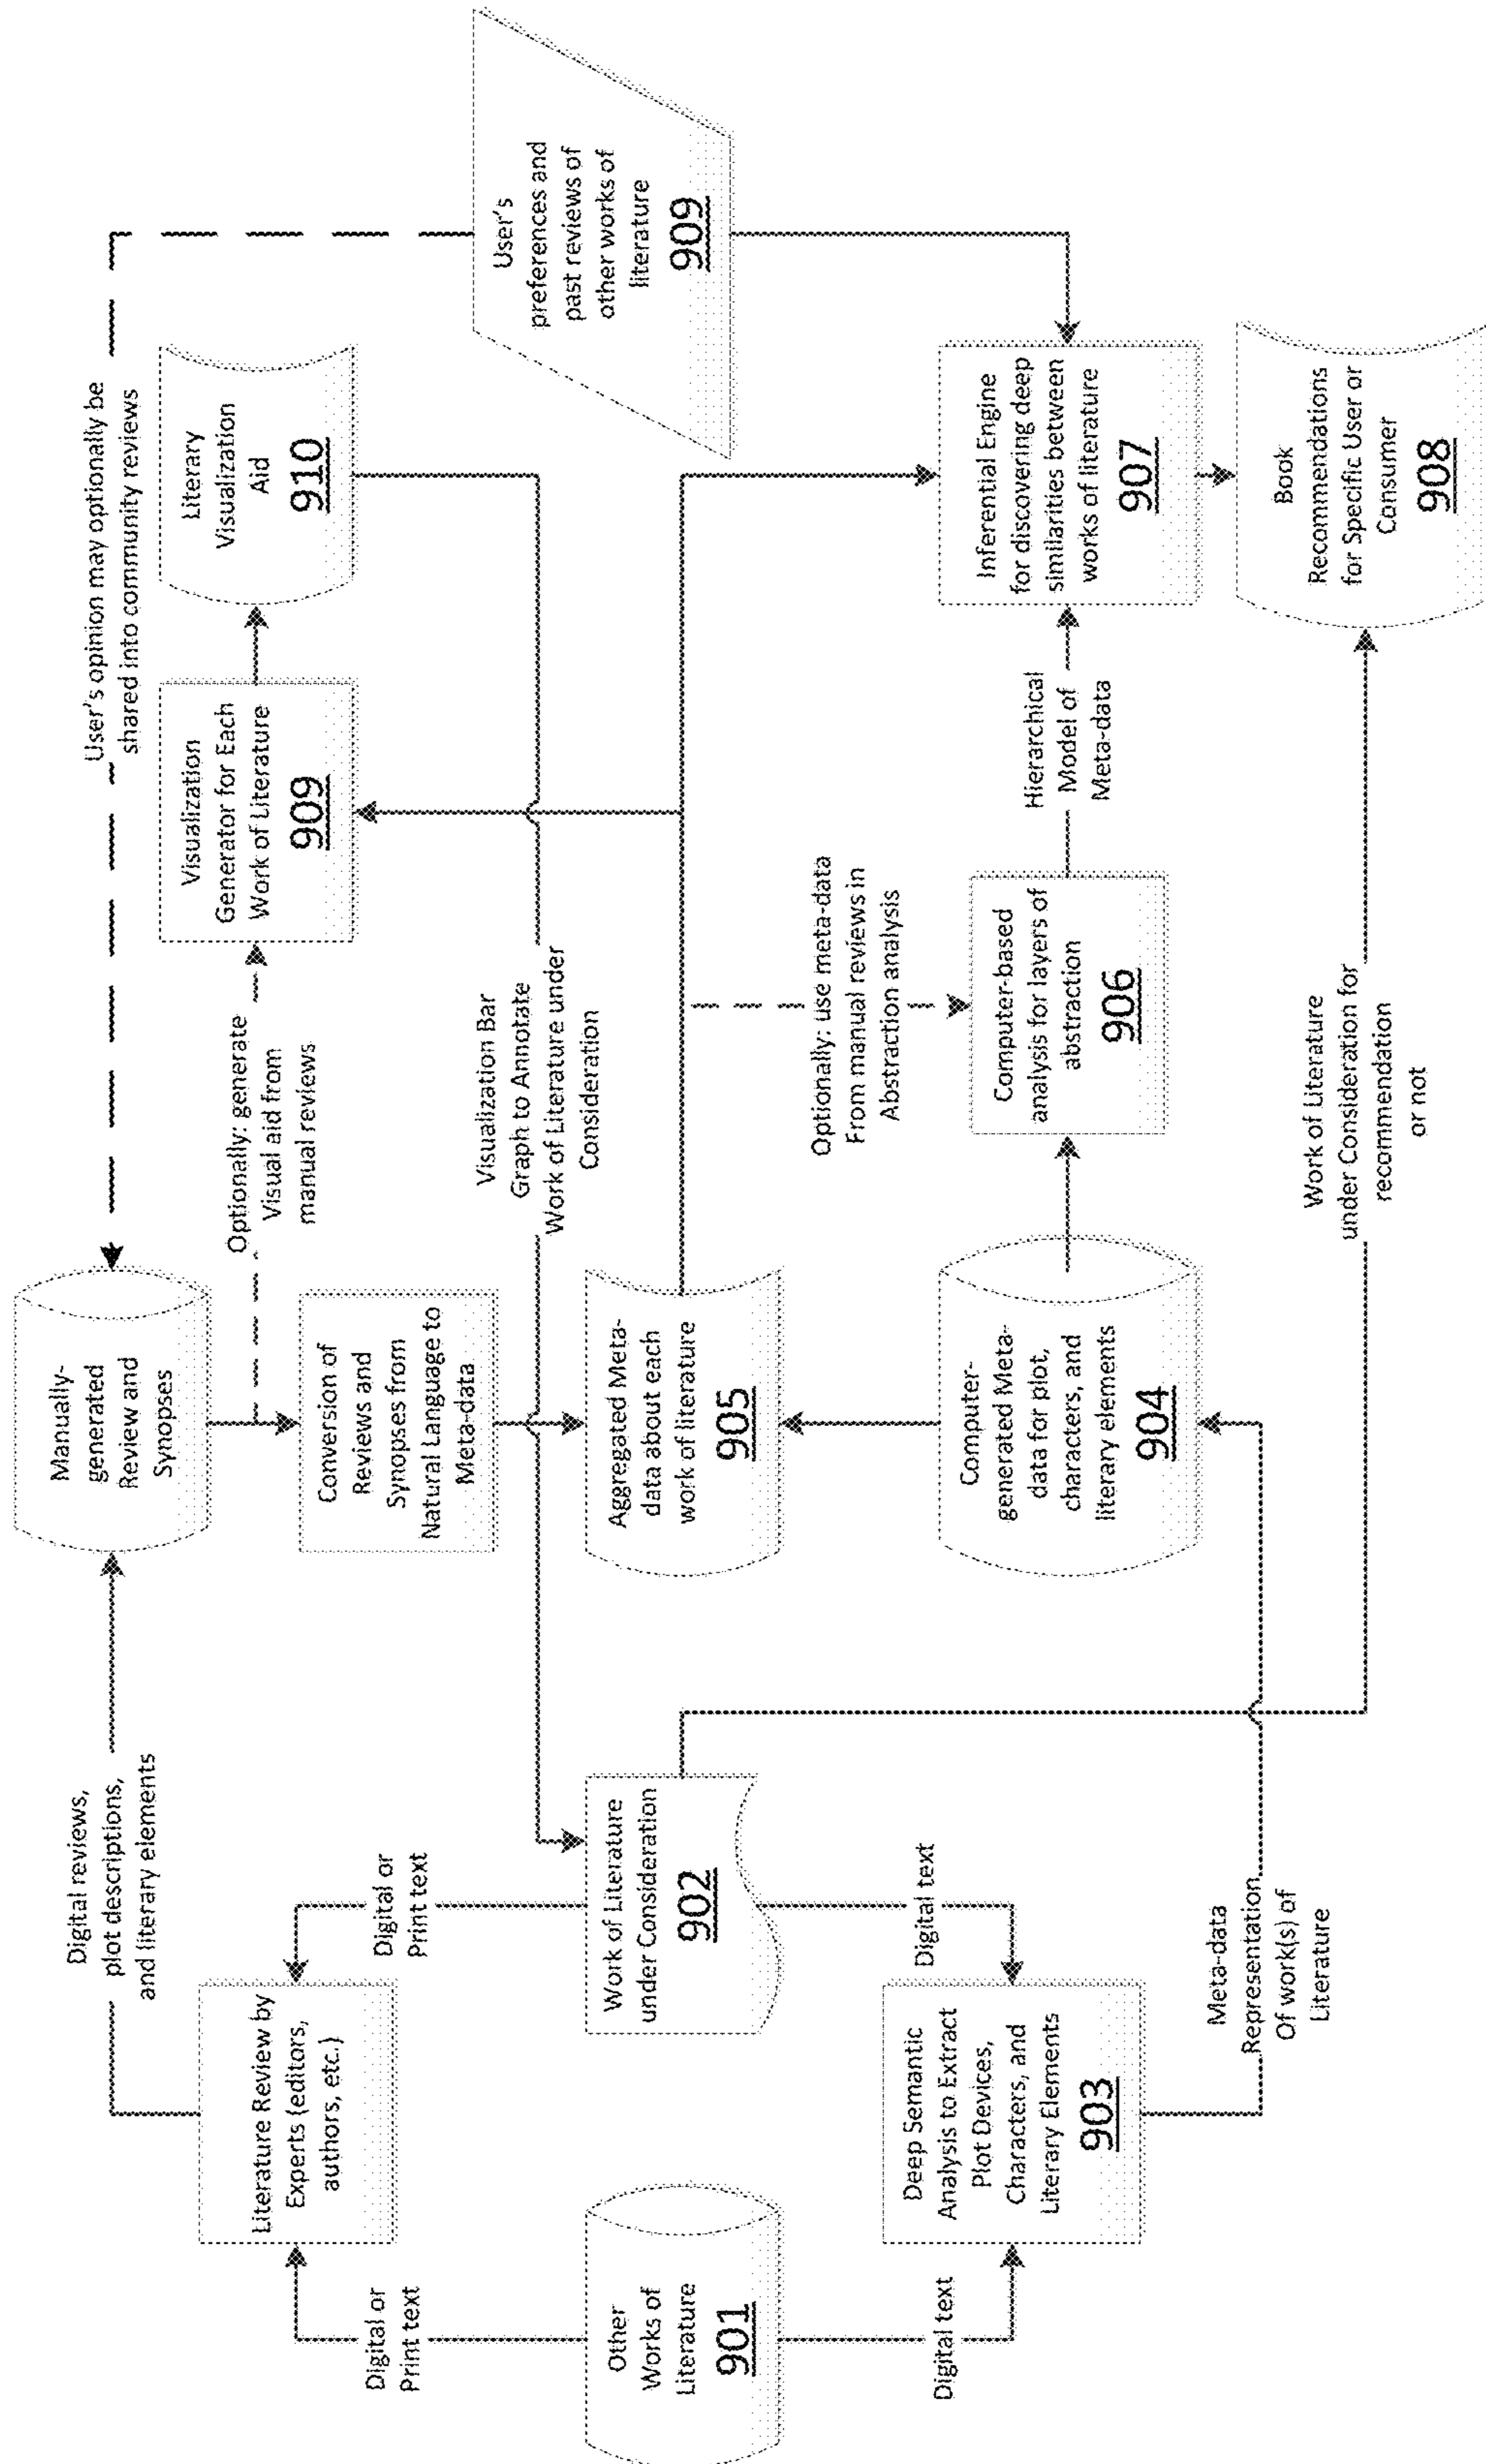 Digital reviews,
plot descriptions,
and literary elements
Manually-
generated
Review and
Synopses
User's opinion may optionally be
shared into community reviews
Literature Review by
Experts (editors,
authors, etc.)
Conversion of
Reviews and
Synopses from
Natural Language to
Meta-data
Optionally: generate
Visual aid from
manual reviews
Visualization
Generator for Each
Work of Literature
909
Literary
Visualization
Aid
910
Digital or
Print text
Digital or
Print text
Visualization Bar
Graph to Annotate
Work of Literature under
Consideration
User's
preferences and
past reviews of
other works of
literature
909
Other
Works of
Literature
901
Work of Literature
under Consideration
902
Aggregated Meta-
data about each
work of literature
905
Optionally: use meta-data
From manual reviews in
Abstraction analysis
Digital text
Digital text
Deep Semantic
Analysis to Extract
Plot Devices,
Characters, and
Literary Elements
903
Computer-
generated Meta-
data for plot,
characters, and
literary elements
904
Computer-based
analysis for layers of
abstraction
906
Hierarchical
Model of
Meta-data
Inferential Engine
for discovering deep
similarities between
works of literature
907
Meta-data
Representation
Of work(s) of
Literature
Work of Literature
under Consideration for
recommendation
or not
Book
Recommendations
for Specific User or
Consumer
908